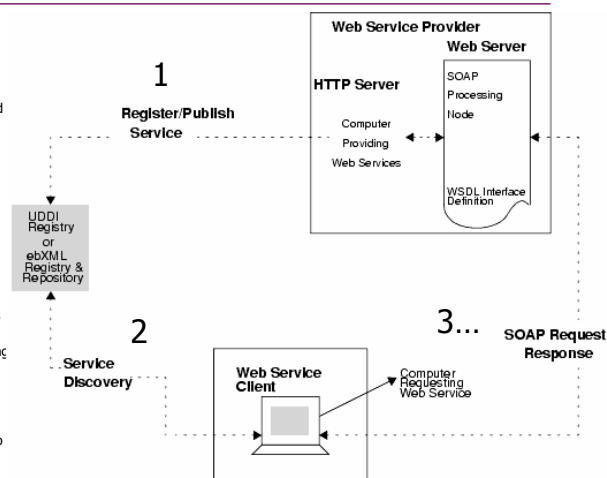 Web Service Provider
Web Server
HTTP Server
SOAP
Processing
Node
Computer
Providing
Web Services
WSDL Interface
Definition
1
Register/Publish
Service
UDDI
Registry
or
ebXML
Registry &
Repository
2
Service
Discovery
Web Service
Client
Computer
Requesting
Web Service
3...
SOAP Request
Response